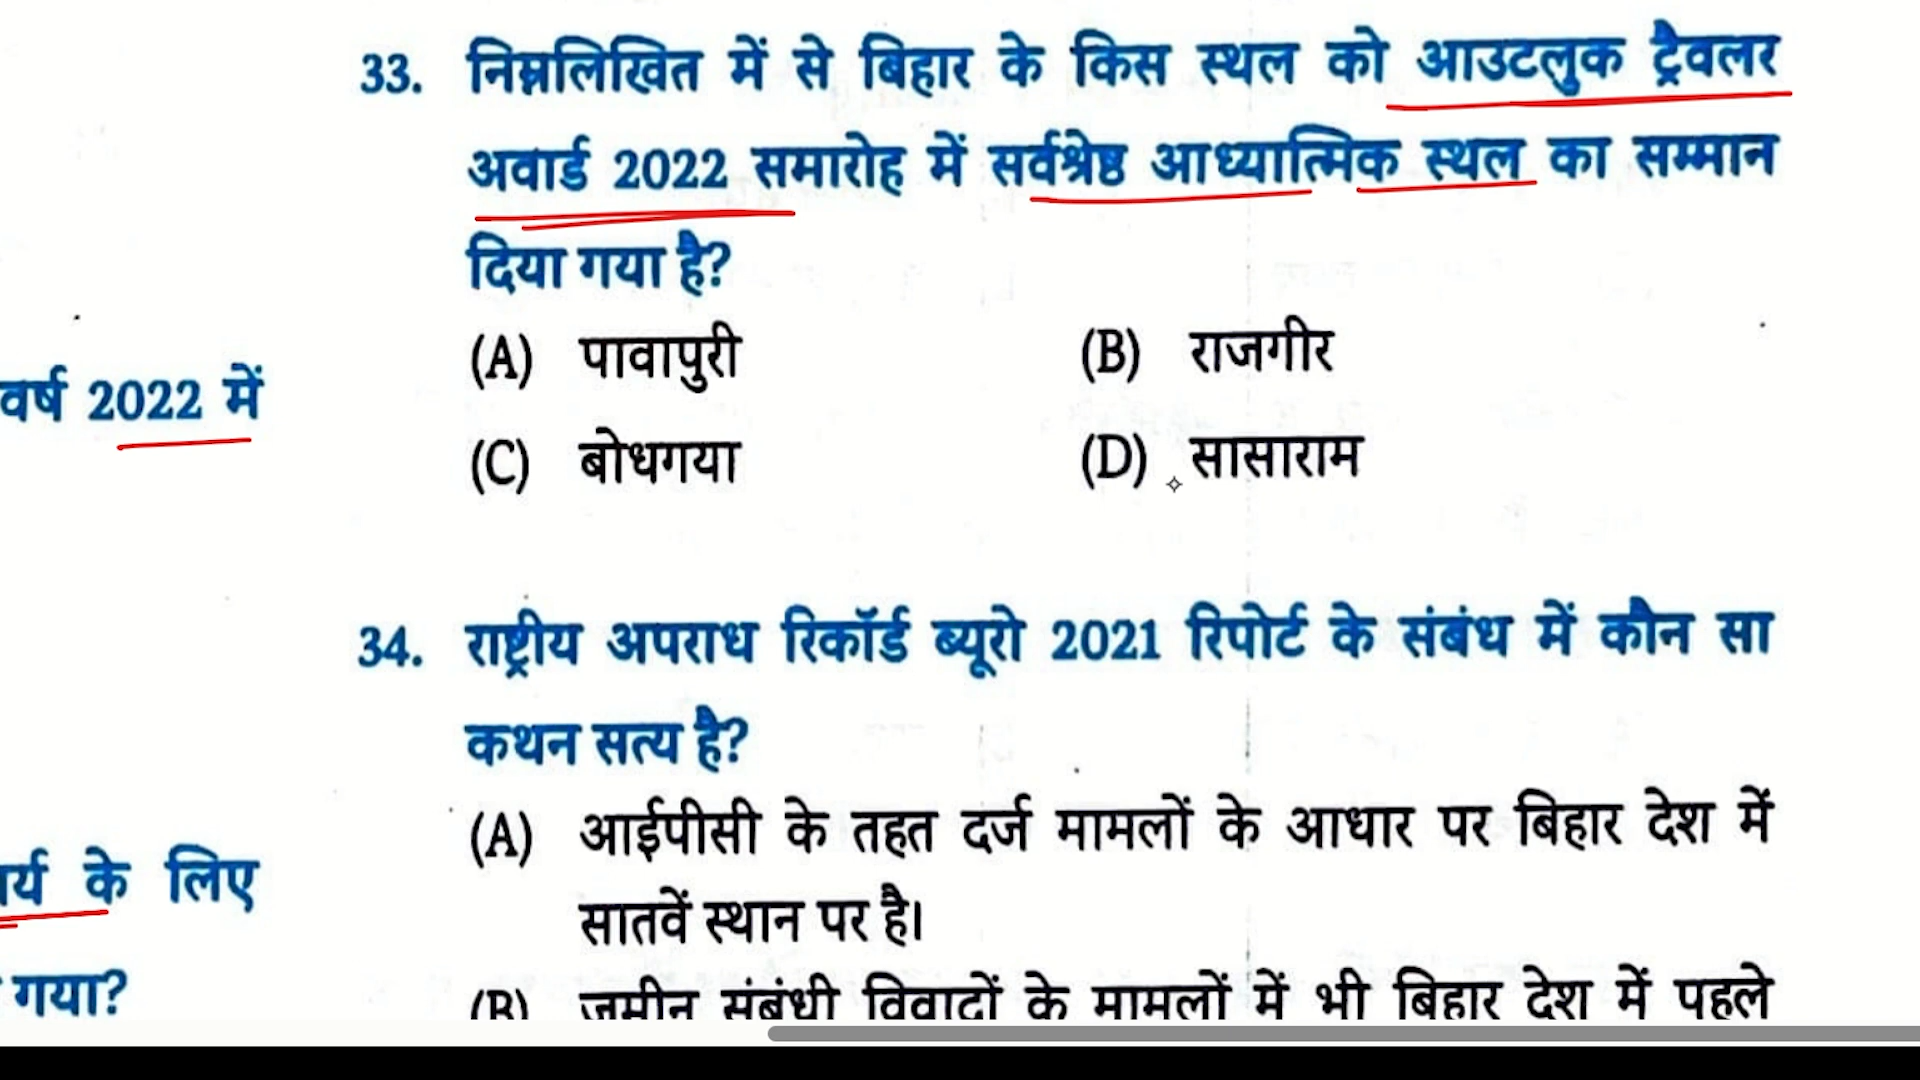 33. निम्नलिखित में से बिहार के किस स्थल को आउटलुक ट्रैवलर
अवार्ड 2022 समारोह में सर्वश्रेष्ठ आध्यात्मिक स्थल का सम्मान
दिया गया है?
(A) पावापुरी (B) राजगीर
(C) बोधगया (D) सासाराम
वर्ष 2022 में
34. राष्ट्रीय अपराध रिकॉर्ड ब्यूरो 2021 रिपोर्ट के संबंध में कौन सा
कथन सत्य है?
(A) आईपीसी के तहत दर्ज मामलों के आधार पर बिहार देश में
सातवें स्थान पर है।
(B) जमीन संबंधी विवादों के मामलों में भी बिहार देश में पहले
के लिए
गया?